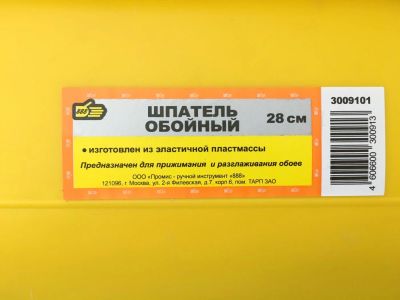 888
ШПАТЕЛЬ
ОБОЙНЫЙ
28 см
3009101
• изготовлен из эластичной пластмассы
Предназначен для прижимания и разглаживания обоев
ООО «Промис - ручной инструмент «888»
121096, г. Москва, ул. 2-я Филевская, д.7. корп 6, пом. ТАРП ЗАО
4 606600 300913